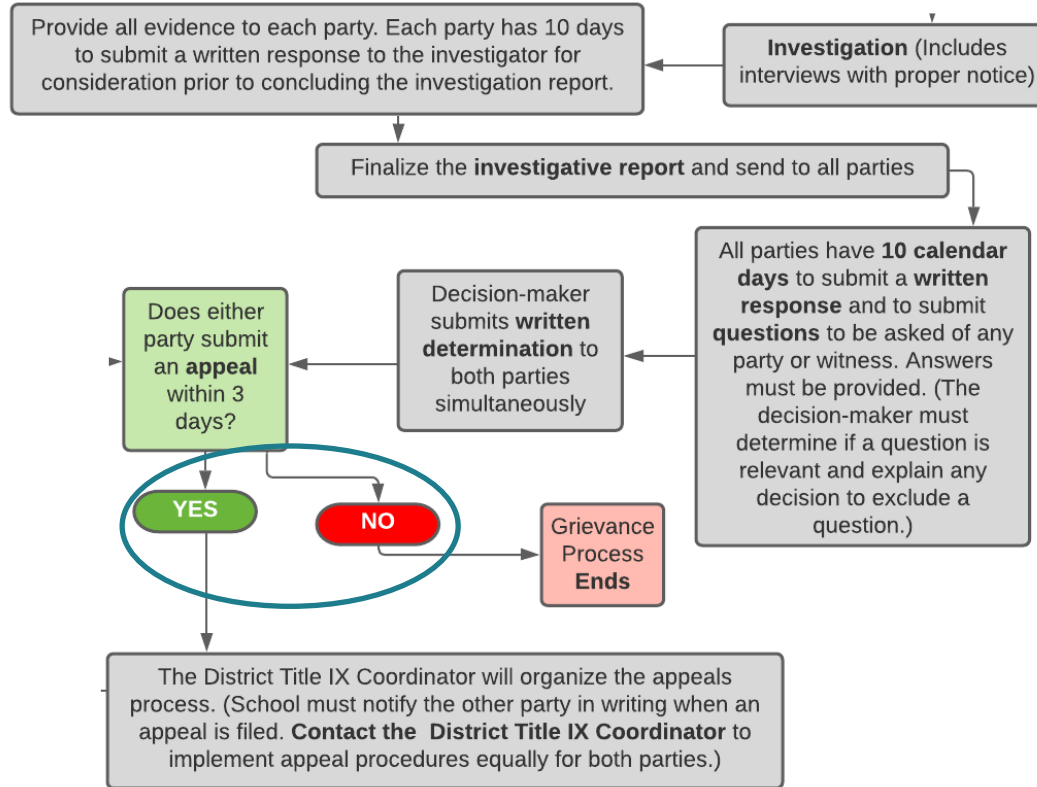 Provide all evidence to each party. Each party has 10 days
to submit a written response to the investigator for
consideration prior to concluding the investigation report.
Investigation (Includes
interviews with proper notice)
Finalize the investigative report and send to all parties
All parties have 10 calendar
days to submit a written
response and to submit
questions to be asked of any
party or witness. Answers
must be provided. (The
decision-maker must
determine if a question is
relevant and explain any
decision to exclude a
question.)
Decision-maker
submits written
determination to
both parties
simultaneously
Does either
party submit
an appeal
within 3
days?
YES
NO
Grievance
Process
Ends
The District Title IX Coordinator will organize the appeals
process. (School must notify the other party in writing when an
appeal is filed. Contact the  District Title IX Coordinator to
implement appeal procedures equally for both parties.)